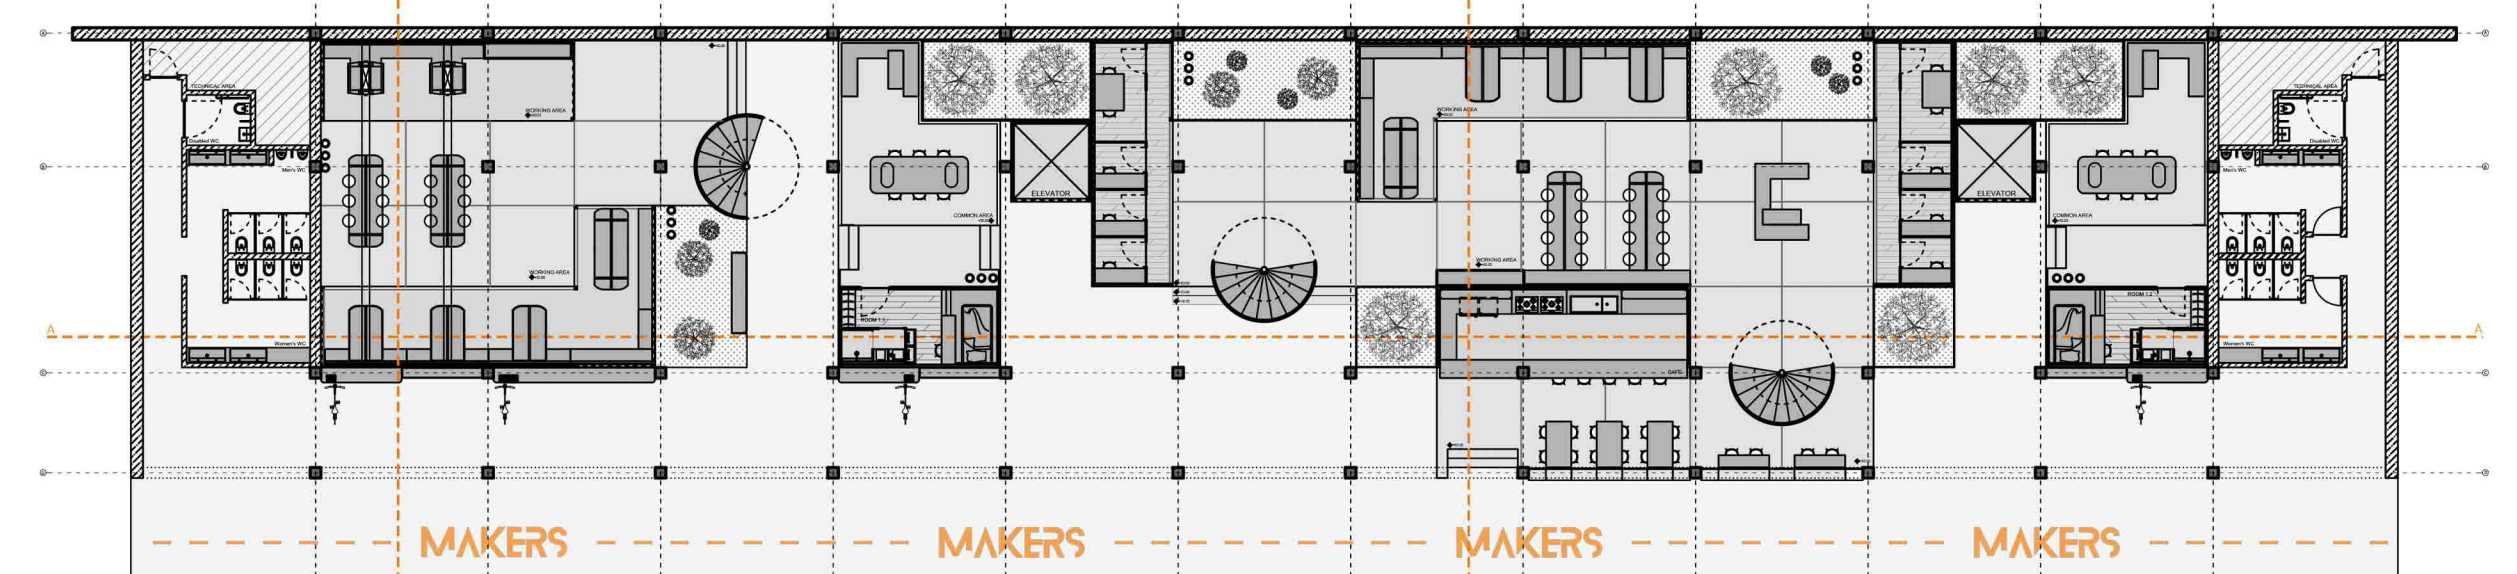 A
A
TECHNICAL AREA
TECHNICAL AREA
WORKING AREA
WORKING AREA
Disabled WC
Disabled WC
B
B
Men's WC
Men's WC
ELEVATOR
ELEVATOR
COMMON AREA
COMMON AREA
WORKING AREA
WORKING AREA
ROOM 1.1
ROOM 1.2
A
A
Women's WC
Women's WC
C
C
CAFE
D
D
MAKERS
MAKERS
MAKERS
MAKERS